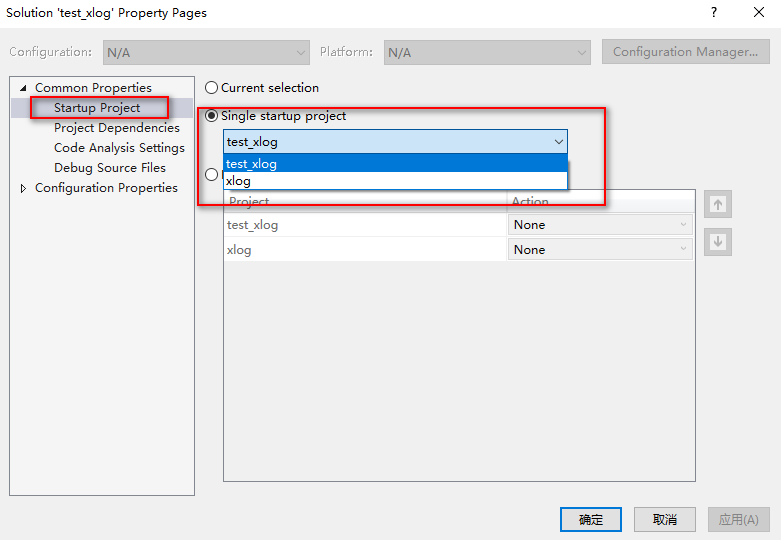 Solution 'test_xlog' Property Pages
?
Configuration:
N/A
Platform:
N/A
Configuration Manager...
Common Properties
Startup Project
Project Dependencies
Code Analysis Settings
Debug Source Files
Configuration Properties
Current selection
Single startup project
test_xlog
test_xlog
xlog
Project
Action
test_xlog
None
xlog
None
确定
取消
应用(A)